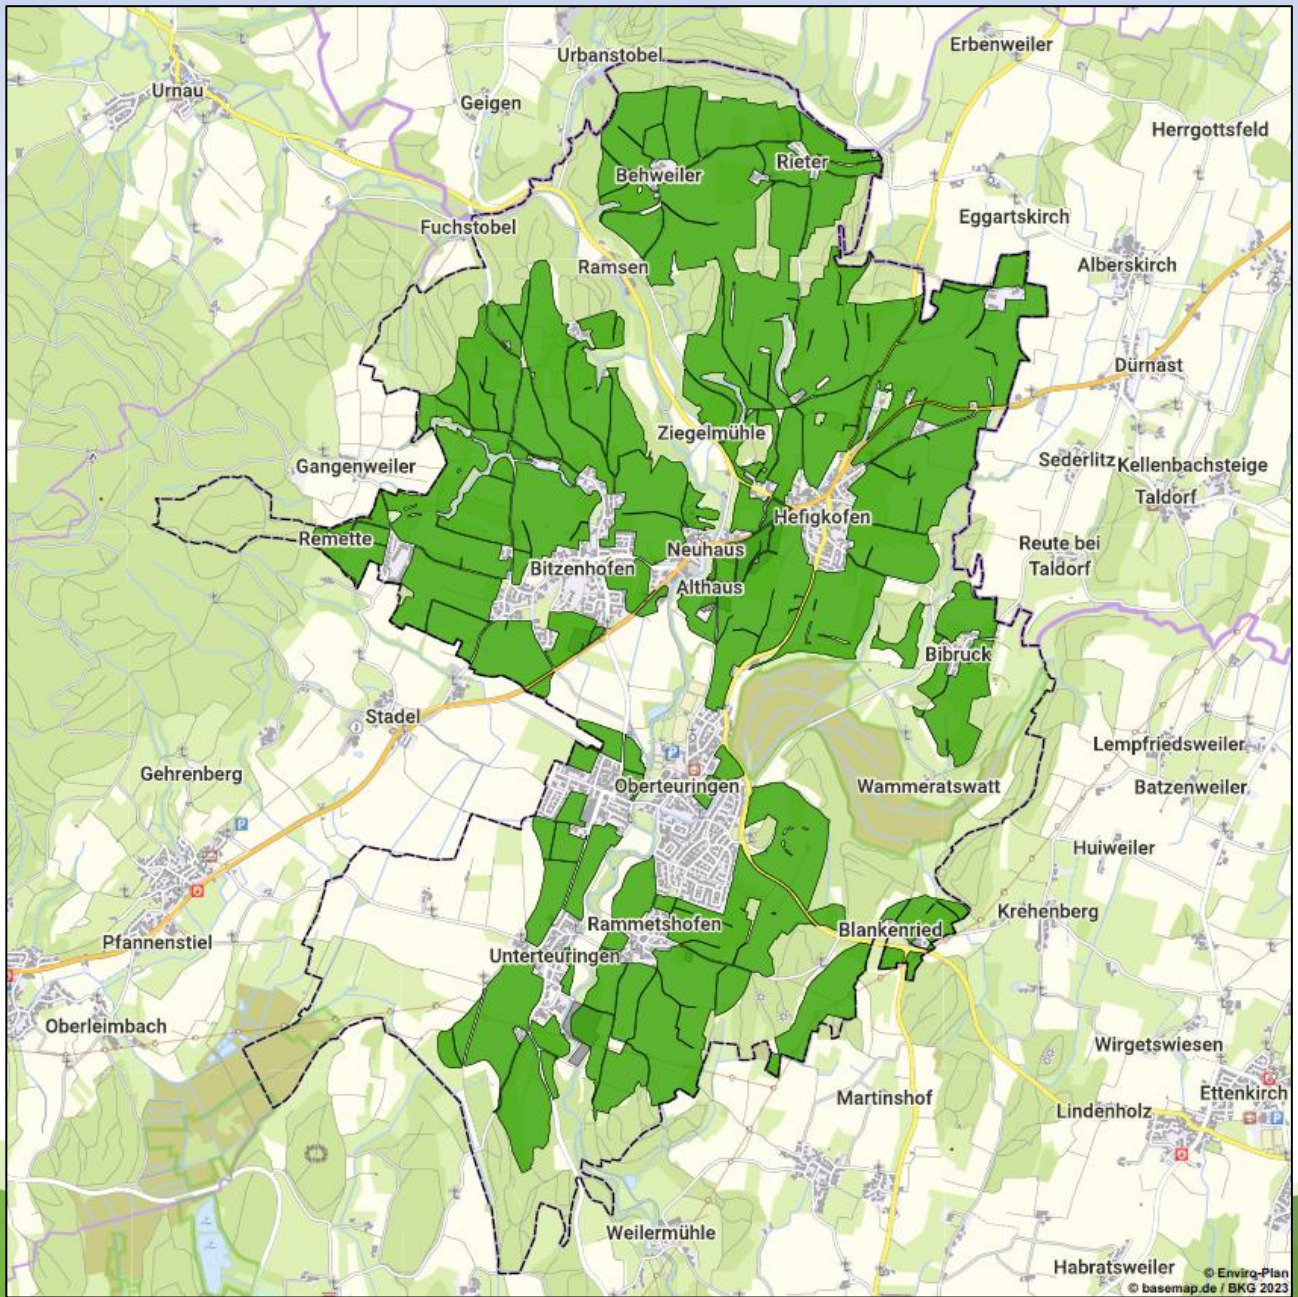 Urbanstobel
Erbenweiler
Urnau
Geigen
Herrgottsfeld
Rieter
Behweiler
Eggartskirch
Fuchstobel
Ramsen
Alberskirch
Dürnast
Ziegelmühle
Gangenweiler
Sederlitz
Kellenbachsteige
Taldorf
Hefigkofen
Remette
Neuhaus
Reute bei
Taldorf
Bitzenhofen
Althaus
Bibruck
Stadel
Lempfriedsweiler
Gehrenberg
P
Oberteuringen
Wammeratswatt
Batzenweiler
P
Huiweiler
Krehenberg
Rammetshofen
Blankenried
Pfannenstiel
Unterteuringen
Oberleimbach
Wirgetswiesen
Ettenkirch
Martinshof
Lindenholz
P
Weilermühle
Habratsweiler
© Enviro-Plan
© basemap.de / BKG 2023